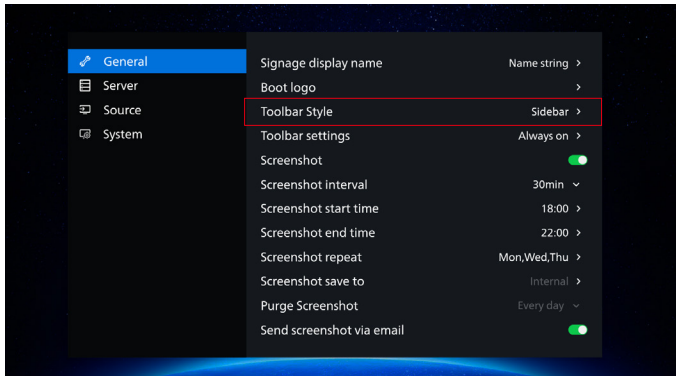 General
Server
Source
System
Signage display name Name string >
Boot logo >
Toolbar Style Sidebar >
Toolbar settings Always on >
Screenshot
Screenshot interval 30min
Screenshot start time 18:00 >
Screenshot end time 22:00 >
Screenshot repeat Mon,Wed,Thu >
Screenshot save to Internal >
Purge Screenshot Every day
Send screenshot via email